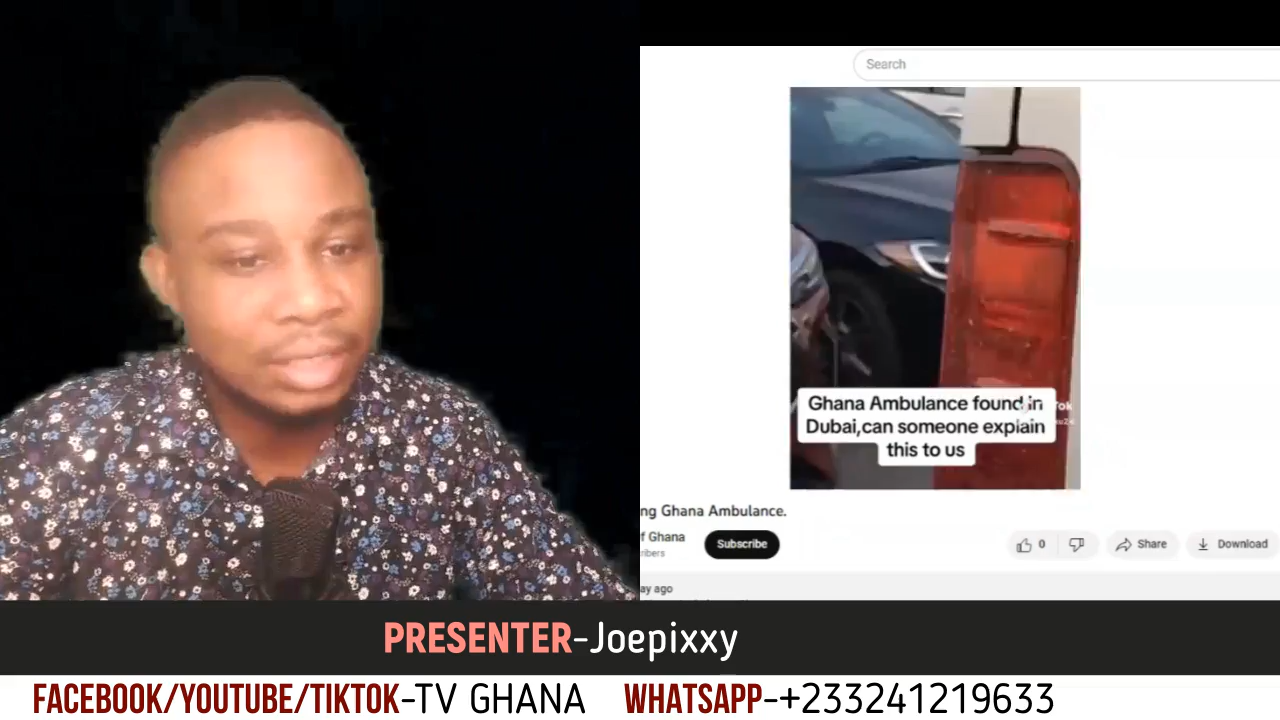 Search
Ghana Ambulance found in
Dubai,can someone explain
this to us
ng Ghana Ambulance.
f Ghana
ribers
Subscribe
0
Share
Download
ay ago
PRESENTER-Joepixxy
FACEBOOK/YOUTUBE/TIKTOK-TV GHANA WHATSAPP-+233241219633